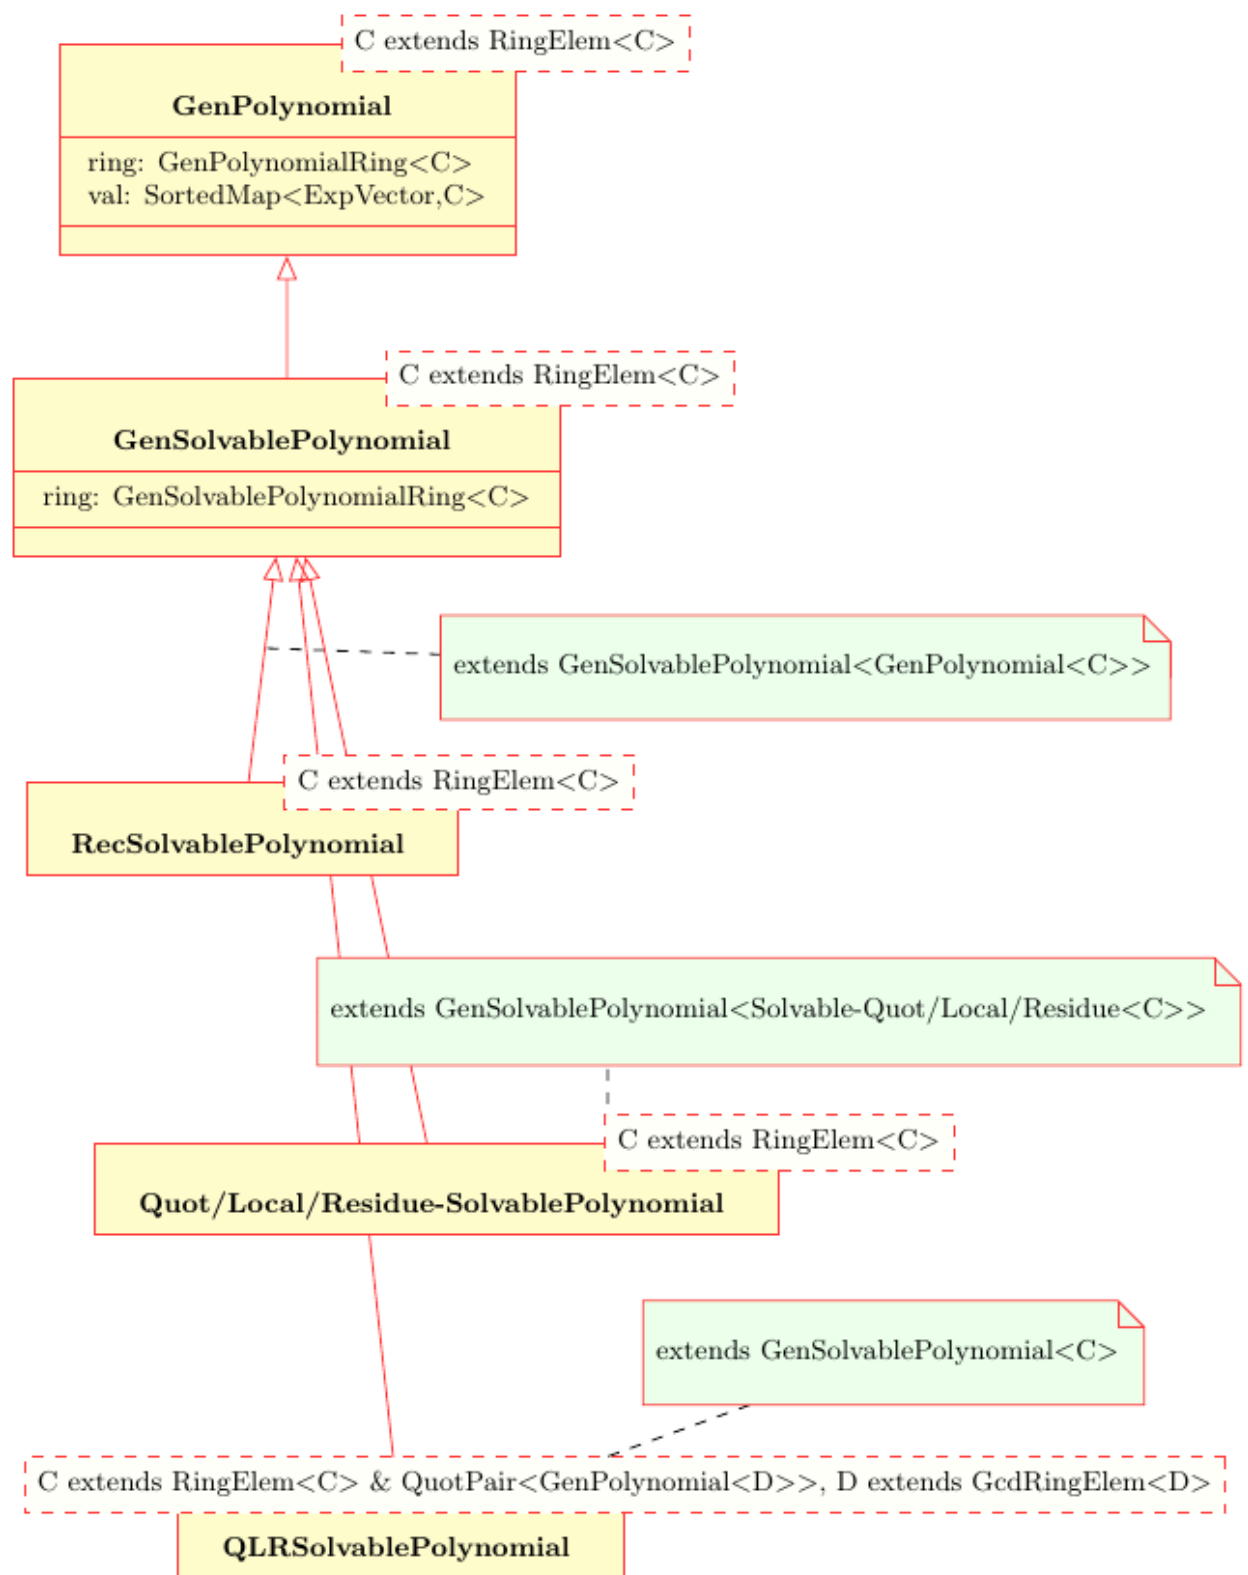 C extends RingElem<C>
GenPolynomial
ring: GenPolynomialRing<C>
val: SortedMap<ExpVector,C>
C extends RingElem<C>
GenSolvablePolynomial
ring: GenSolvablePolynomialRing<C>
extends GenSolvablePolynomial<GenPolynomial<C>>
C extends RingElem<C>
RecSolvablePolynomial
extends GenSolvablePolynomial<Solvable-Quot/Local/Residue<C>>
C extends RingElem<C>
Quot/Local/Residue-SolvablePolynomial
extends GenSolvablePolynomial<C>
C extends RingElem<C> & QuotPair<GenPolynomial<D>>, D extends GcdRingElem<D>
QLRSolvablePolynomial